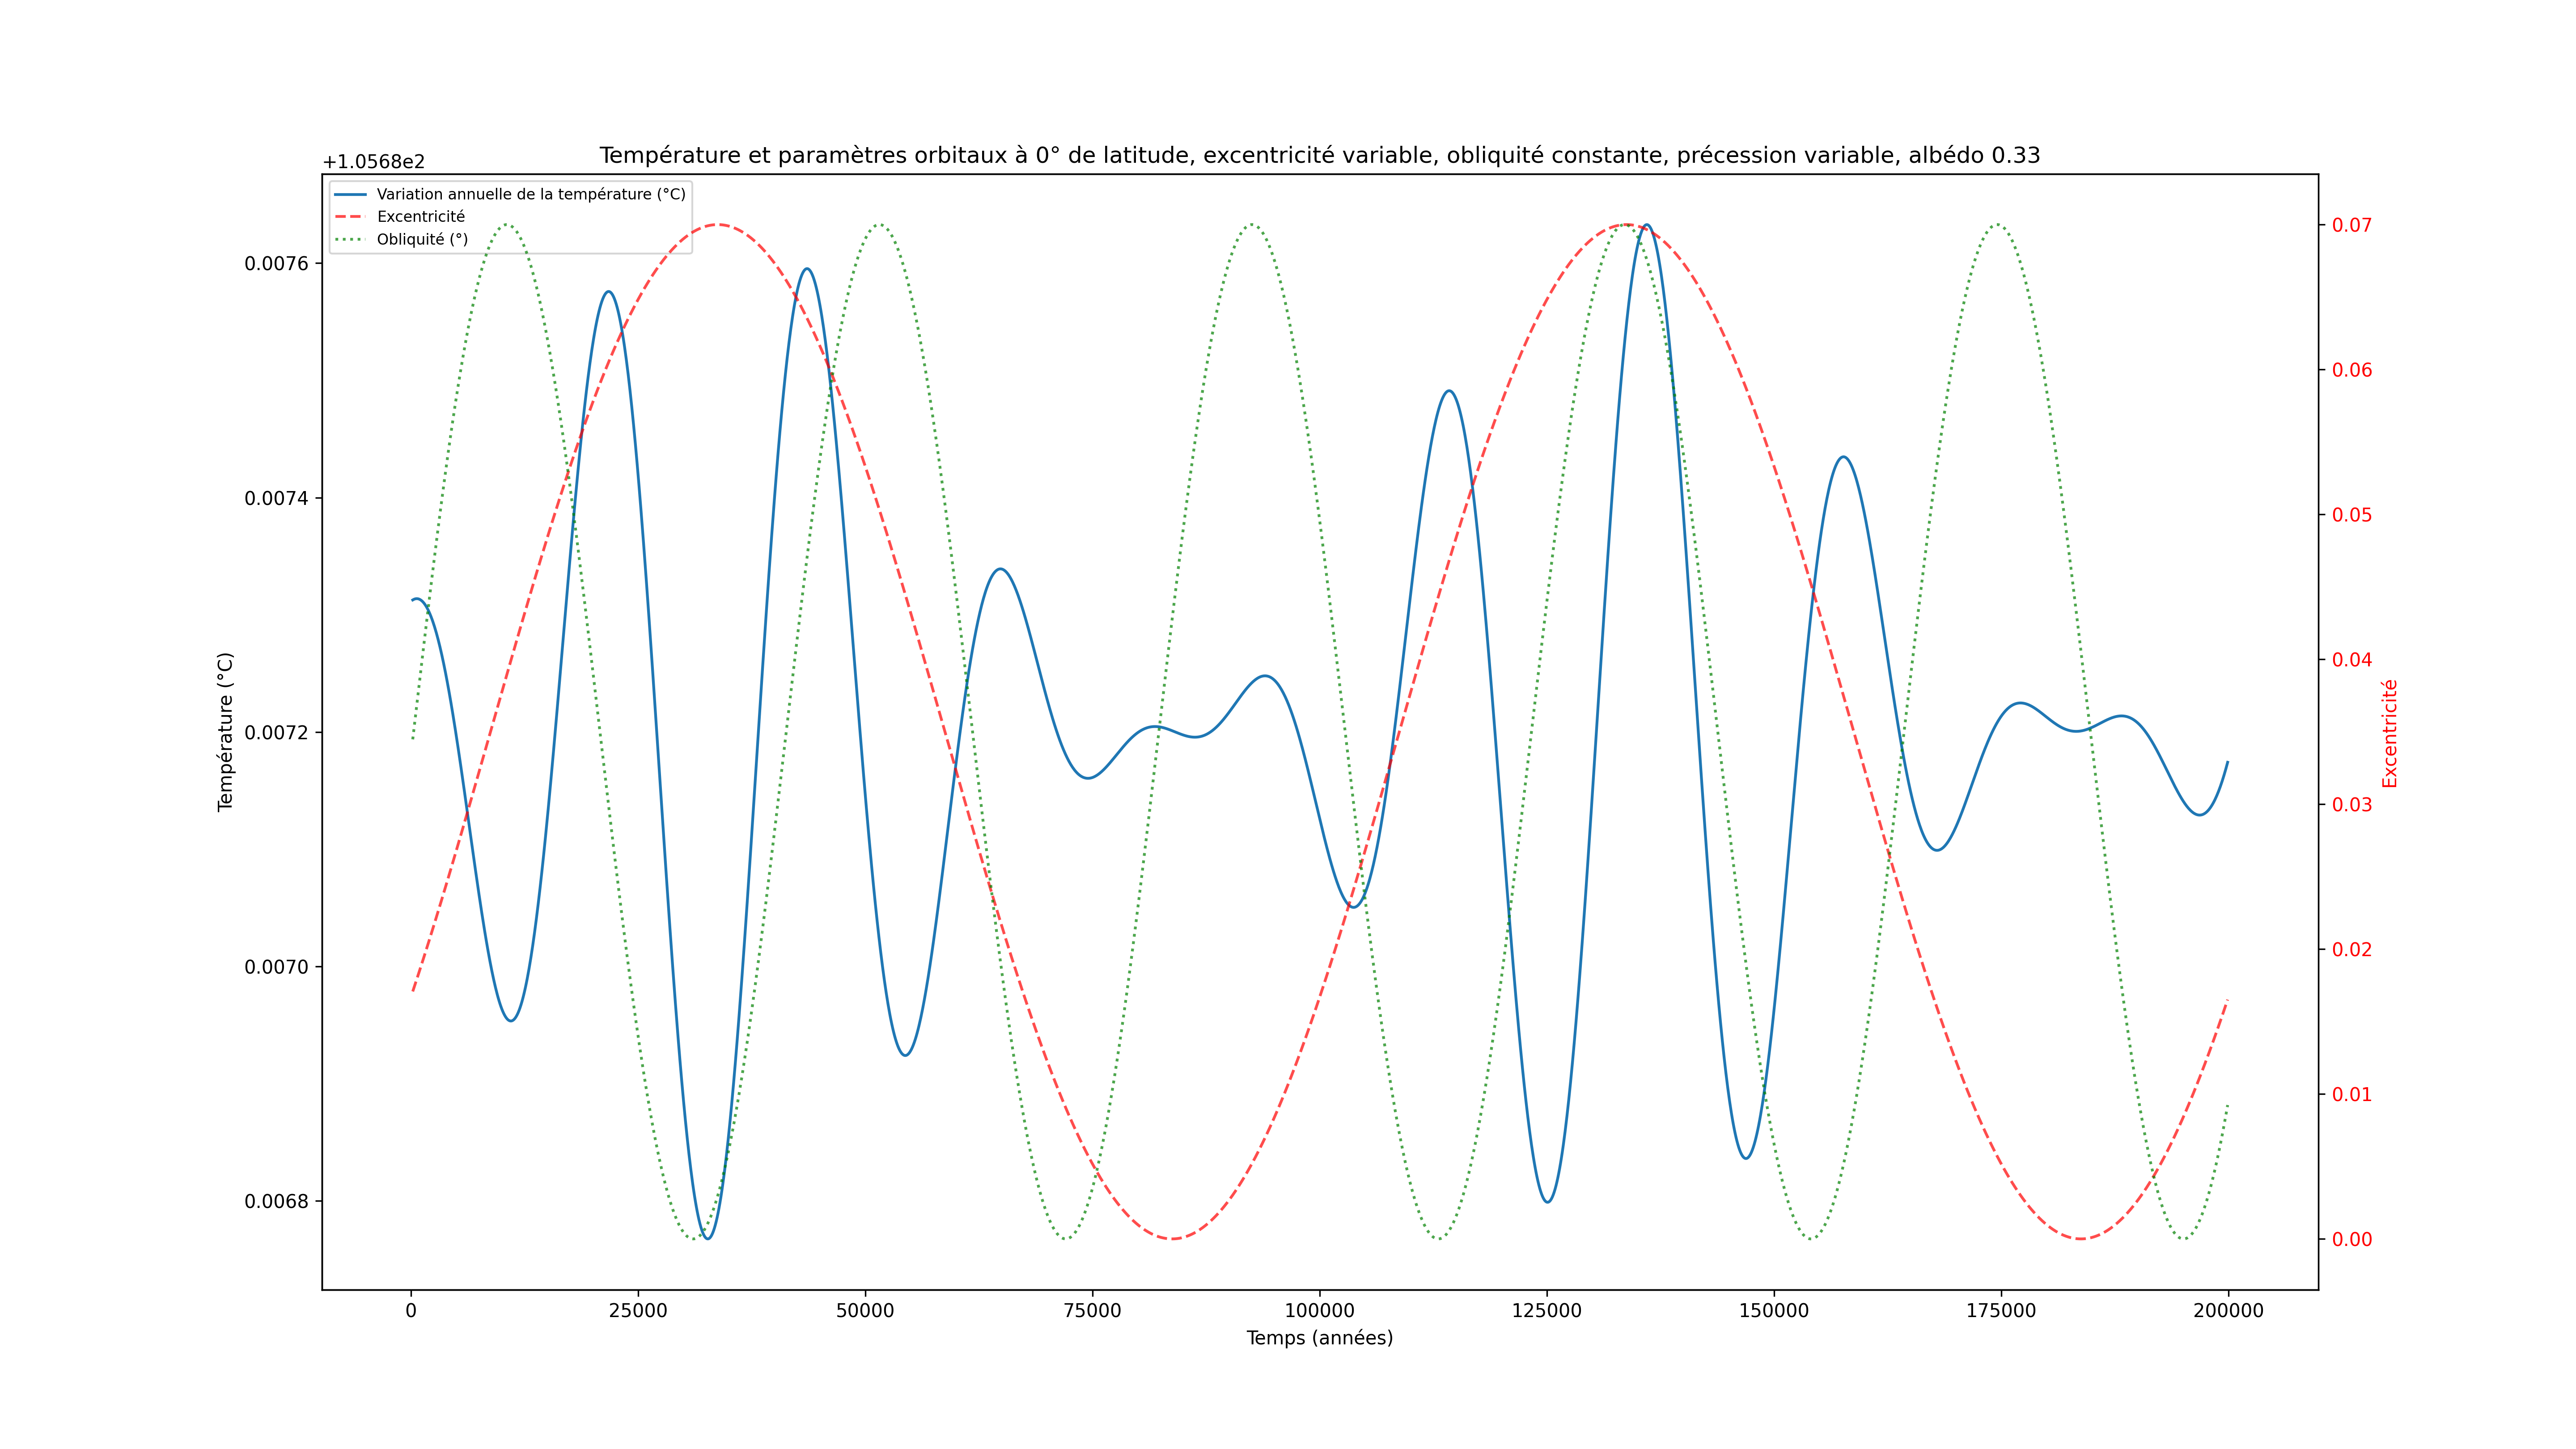 Température et paramètres orbitaux à 0° de latitude, excentricité variable, obliquité constante, précession variable, albédo 0.33
+1.0568e2
Variation annuelle de la température (°C)
Excentricité
Obliquité (°)
0.0076
0.0074
0.0072
0.0070
0.0068
Température (°C)
0.07
0.06
0.05
0.04
0.03
0.02
0.01
0.00
Excentricité
0
25000
50000
75000
100000
125000
150000
175000
200000
Temps (années)